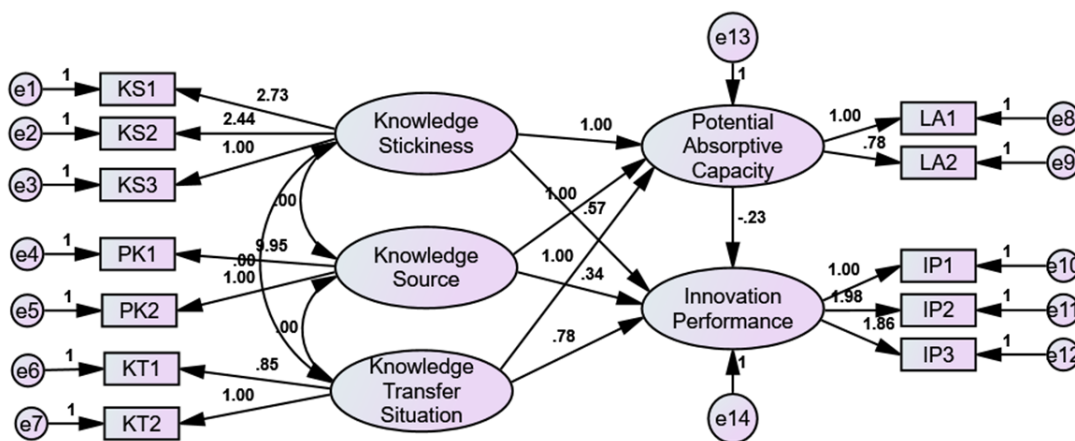 e13
1
e1
1
KS1
2.73
e2
1
KS2
2.44
e3
1
KS3
1.00
Knowledge
Stickiness
1.00
Potential
Absorptive
Capacity
1.00
LA1
1
e8
.78
LA2
1
e9
.00
1.00
.57
-.23
e4
1
PK1
9.95
.00
1.00
e5
1
PK2
Knowledge
Source
1.00
.34
Innovation
Performance
1.00
IP1
1
e10
1.98
IP2
1
e11
1.86
IP3
1
e12
.00
.78
e6
1
KT1
.85
e7
1
KT2
1.00
Knowledge
Transfer
Situation
1
e14